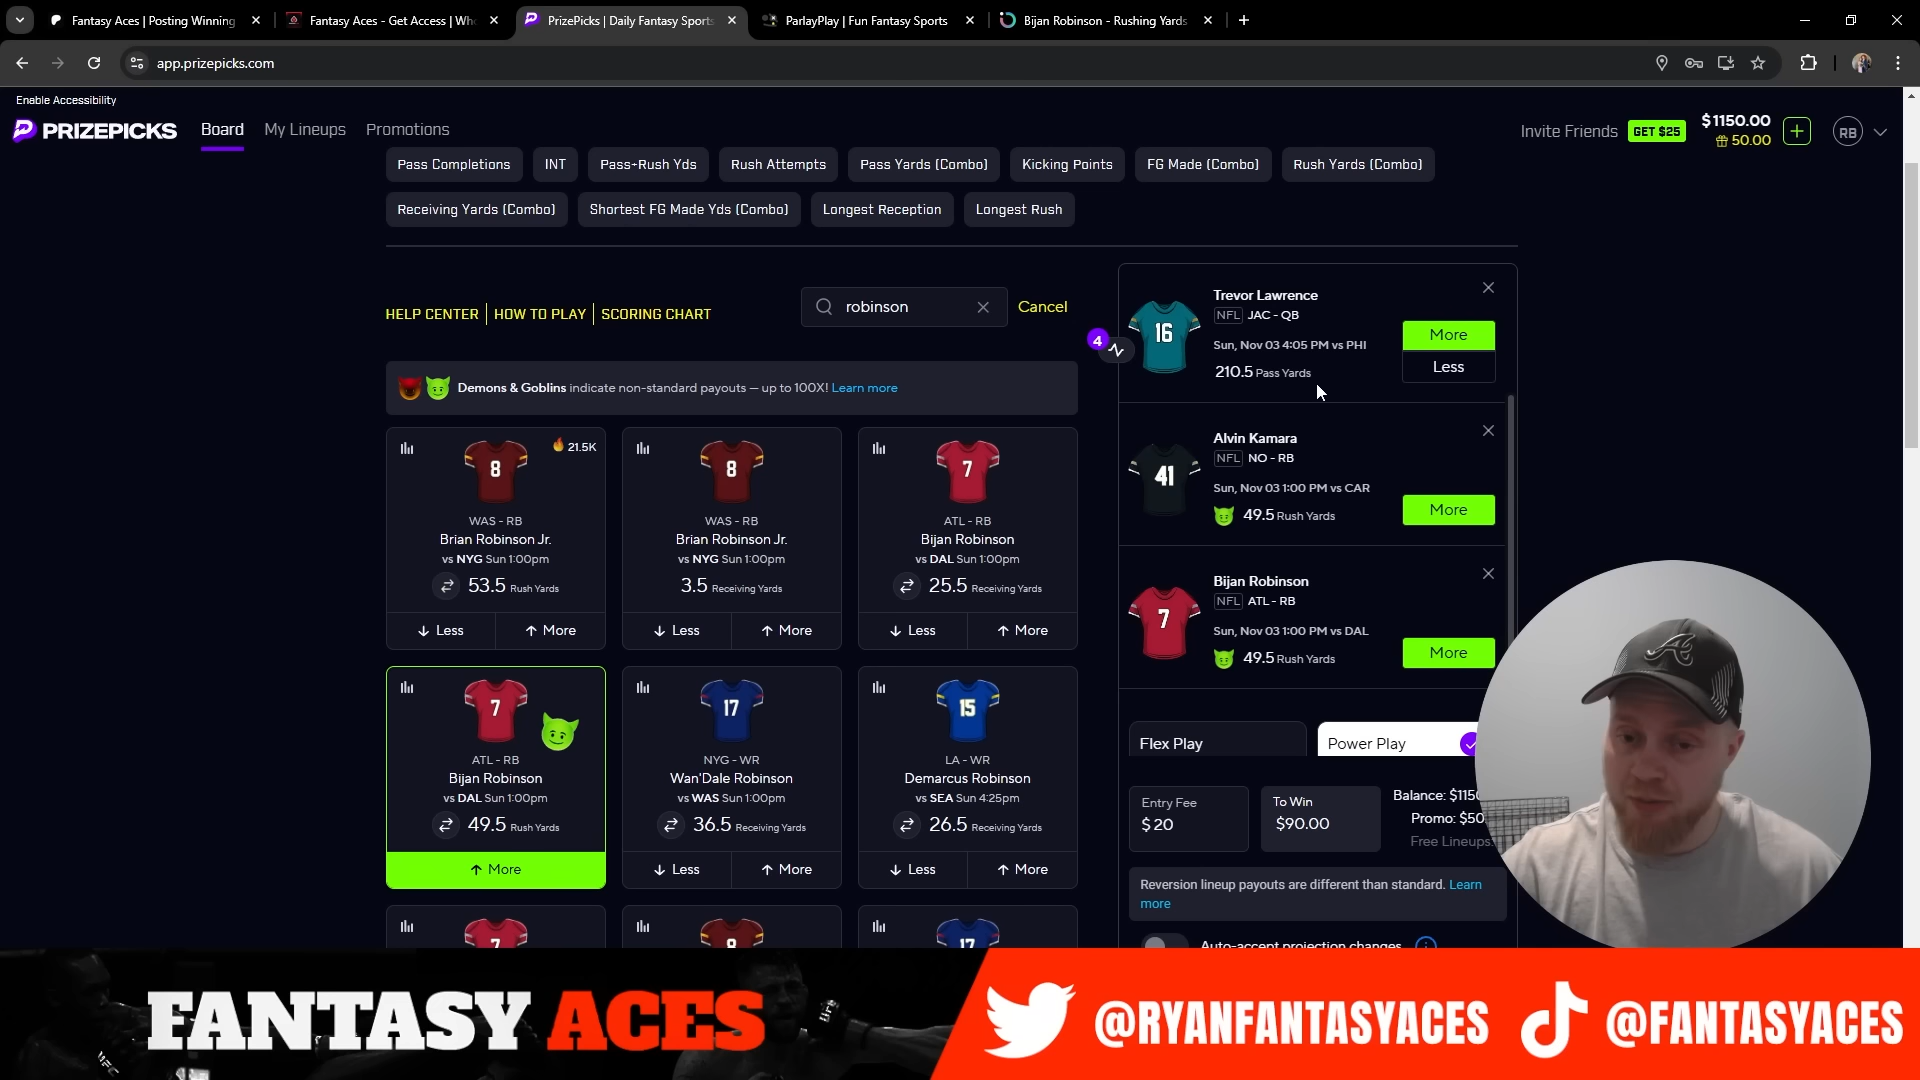 Fantasy Aces | Posting Winning
Fantasy Aces - Get Access | Wh
PrizePicks | Daily Fantasy Sports
ParlayPlay | Fun Fantasy Sports
Bijan Robinson - Rushing Yards
app.prizepicks.com
Enable Accessibility
PRIZEPICKS
Board
My Lineups
Promotions
Invite Friends
GET $25
$1150.00
50.00
RB
Pass Completions
INT
Pass+Rush Yds
Rush Attempts
Pass Yards (Combo)
Kicking Points
FG Made (Combo)
Rush Yards (Combo)
Receiving Yards (Combo)
Shortest FG Made Yds (Combo)
Longest Reception
Longest Rush
HELP CENTER
HOW TO PLAY
SCORING CHART
robinson
Cancel
Demons & Goblins indicate non-standard payouts — up to 100X! Learn more
8
21.5K
WAS - RB
Brian Robinson Jr.
vs NYG Sun 1:00pm
53.5 Rush Yards
Less
More
8
WAS - RB
Brian Robinson Jr.
vs NYG Sun 1:00pm
3.5 Receiving Yards
Less
More
7
ATL - RB
Bijan Robinson
vs DAL Sun 1:00pm
25.5 Receiving Yards
Less
More
7
ATL - RB
Bijan Robinson
vs DAL Sun 1:00pm
49.5 Rush Yards
More
17
NYG - WR
Wan'Dale Robinson
vs WAS Sun 1:00pm
36.5 Receiving Yards
Less
More
15
LA - WR
Demarcus Robinson
vs SEA Sun 4:25pm
26.5 Receiving Yards
Less
More
7
8
17
4
16
Trevor Lawrence
NFL JAC - QB
Sun, Nov 03 4:05 PM vs PHI
210.5 Pass Yards
More
Less
41
Alvin Kamara
NFL NO - RB
Sun, Nov 03 1:00 PM vs CAR
49.5 Rush Yards
More
7
Bijan Robinson
NFL ATL - RB
Sun, Nov 03 1:00 PM vs DAL
49.5 Rush Yards
More
Flex Play
Power Play
Entry Fee
$ 20
To Win
$90.00
Balance: $1150
Promo: $50
Free Lineups:
Reversion lineup payouts are different than standard. Learn
more
Auto-accept projection changes
FANTASY ACES
@RYANFANTASYACES
@FANTASYACES